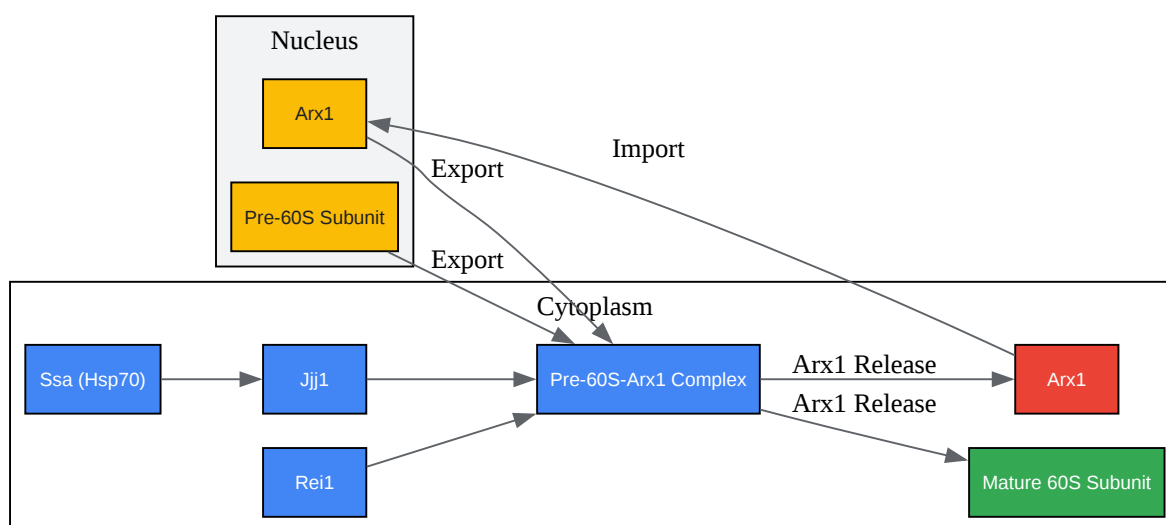 Nucleus
Arx1
Import
Export
Pre-60S Subunit
Export
Cytoplasm
Ssa (Hsp70)
Jjj1
Pre-60S-Arx1 Complex
Arx1 Release
Arx1
Arx1 Release
Rei1
Mature 60S Subunit